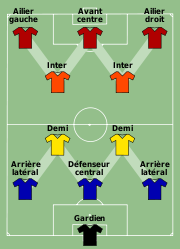 Ailier gauche
Avant centre
Ailier droit
Inter
Inter
Demi
Demi
Arrière latéral
Défenseur central
Arrière latéral
Gardien